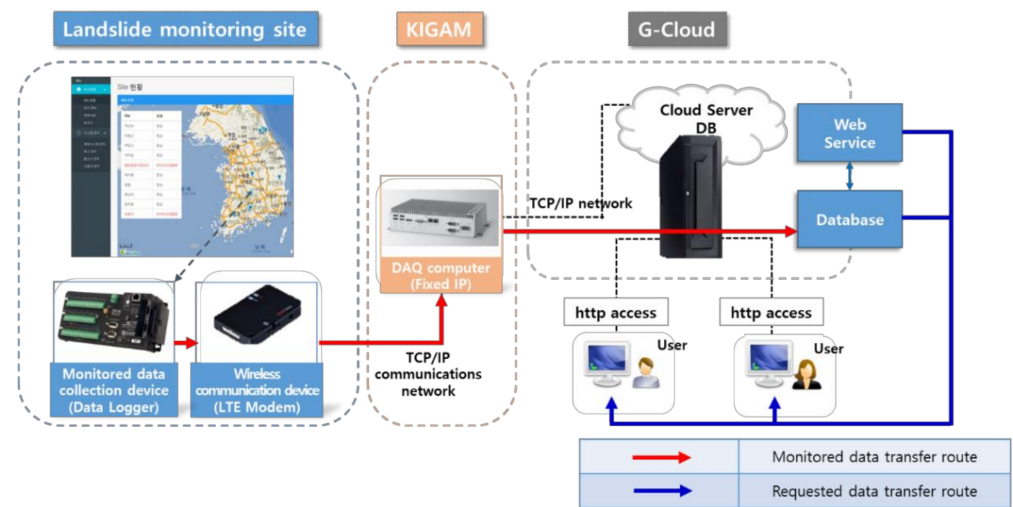 Landslide monitoring site
KIGAM
G-Cloud
Site 현황
Cloud Server
DB
Web
Service
Database
TCP/IP network
DAQ computer
(Fixed IP)
http access
http access
User
User
Monitored data
collection device
(Data Logger)
Wireless
communication device
(LTE Modem)
TCP/IP
communications
network
Monitored data transfer route
Requested data transfer route